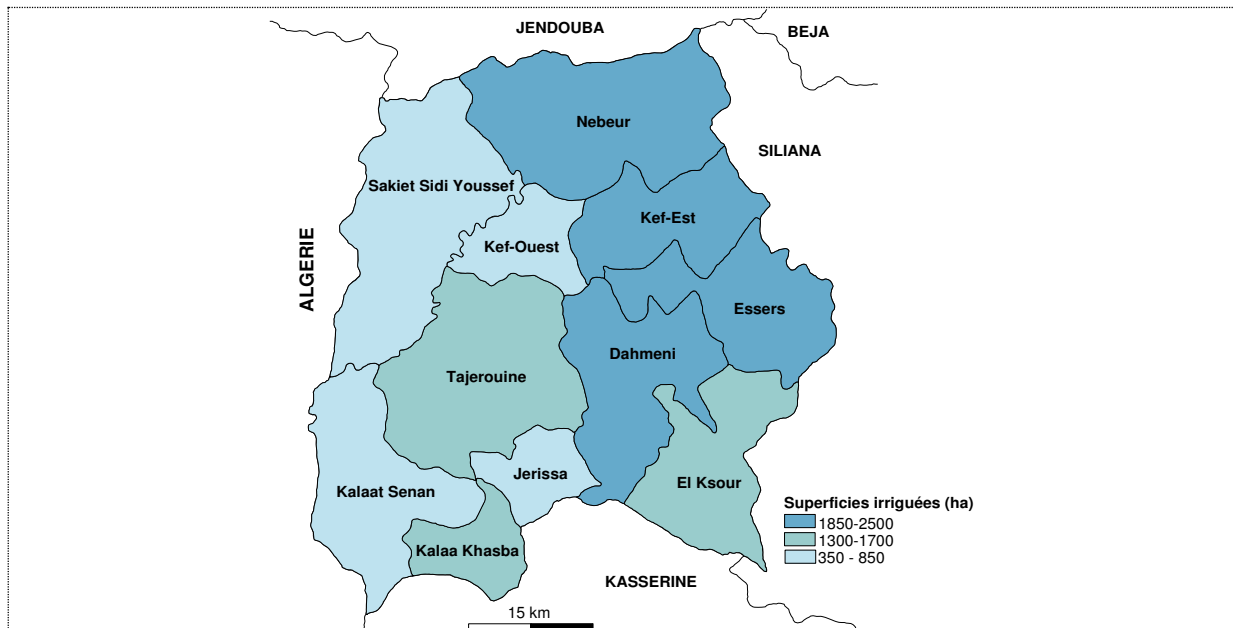 JENDOUBA
BEJA
Nebeur
SILIANA
Sakiet Sidi Youssef
Kef-Est
Kef-Ouest
ALGERIE
Essers
Dahmeni
Tajerouine
Jerissa
El Ksour
Kalaat Senan
Superficies irriguées (ha)
1850-2500
1300-1700
350 - 850
Kalaa Khasba
KASSERINE
15 km